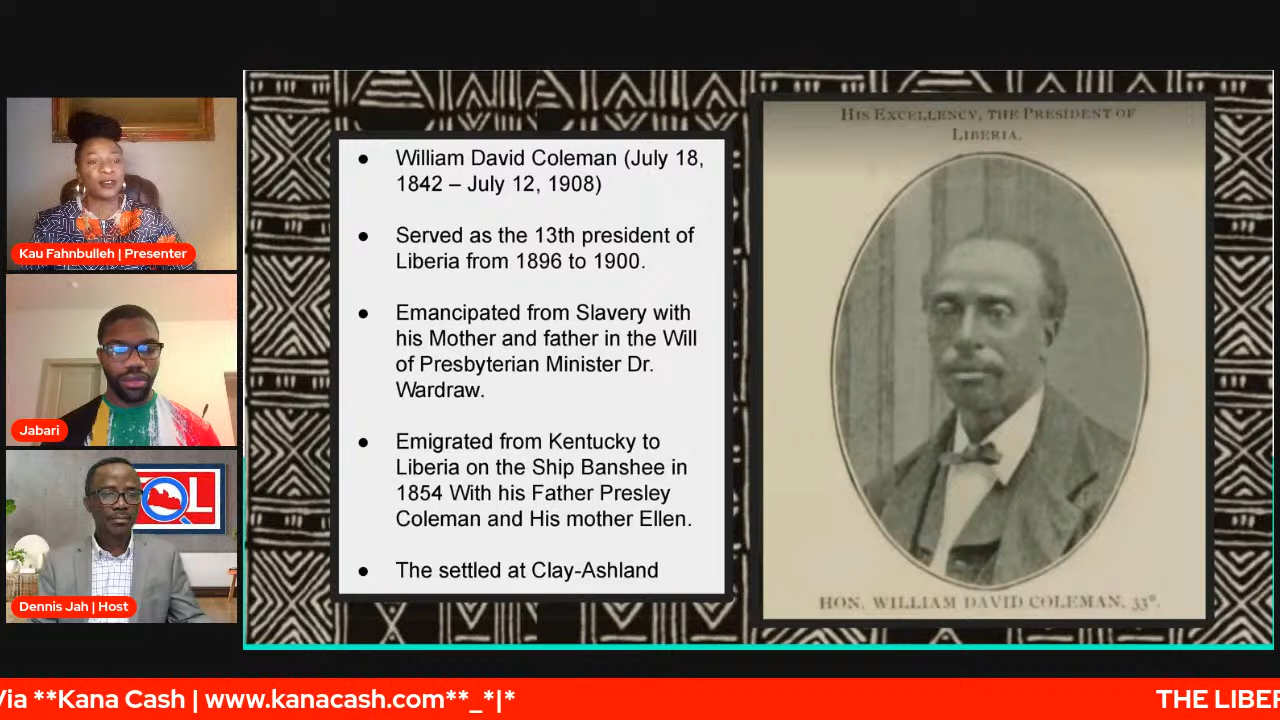 Kau Fahnbulleh | Presenter
Jabari
Dennis Jah | Host
● William David Coleman (July 18,
1842 – July 12, 1908)
● Served as the 13th president of
Liberia from 1896 to 1900.
● Emancipated from Slavery with
his Mother and father in the Will
of Presbyterian Minister Dr.
Wardraw.
● Emigrated from Kentucky to
Liberia on the Ship Banshee in
1854 With his Father Presley
Coleman and His mother Ellen.
● The settled at Clay-Ashland
HIS EXCELLENCY, THE PRESIDENT OF
LIBERIA.
HON. WILLIAM DAVID COLEMAN, 33°.
Via **Kana Cash | www.kanacash.com**_*|*
THE LIBER